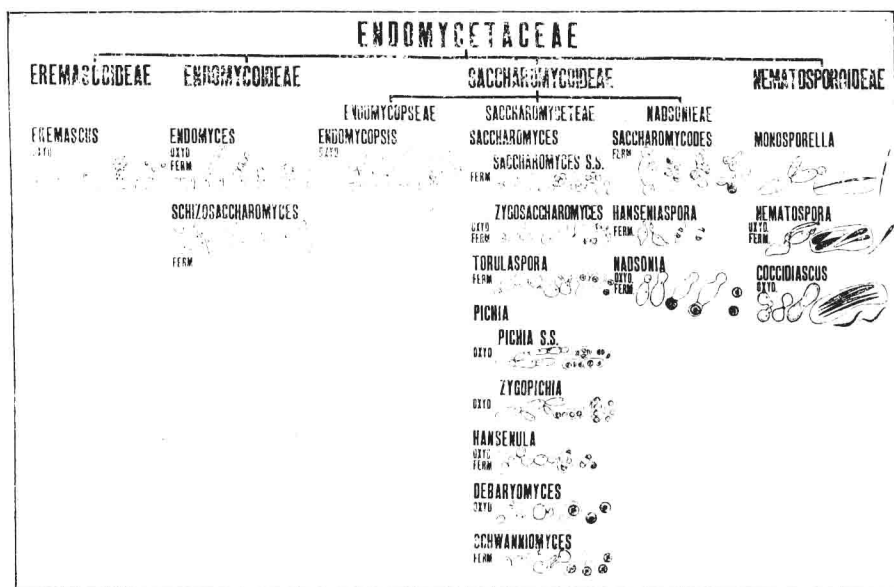 ENDOMYCETACEAE
EREMASCOIDEAE ENDOMYCOIDEAE SACCHAROMYCOIDEAE NEMATOSPOROIDEAE
ENDOMYCOPSEAE SACCHAROMYCETEAE NADSONIEAE
EREMASCUS ENDOMYCES ENDOMYCOPSIS SACCHAROMYCES SACCHAROMYCODES MONOSPORELLA
OXYD OXYD FERM OXYD FERM
SACCHAROMYCES S.S.
FERM
SCHIZOSACCHAROMYCES ZYGOSACCHAROMYCES HANSENIASPORA NEMATOSPORA
FERM OXYD FERM FERM OXYD. FERM
TORULASPORA NADSONIA COCCIDIASCUS
FERM OXYD. FERM OXYD.
PICHIA
PICHIA S.S.
OXYD
ZYGOPICHIA
OXYD
HANSENULA
OXYD FERM
DEBARYOMYCES
OXYD
SCHWANNIOMYCES
FERM